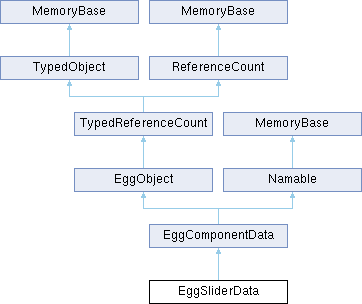 MemoryBase MemoryBase
TypedObject ReferenceCount
TypedReferenceCount MemoryBase
EggObject Namable
EggComponentData
EggSliderData